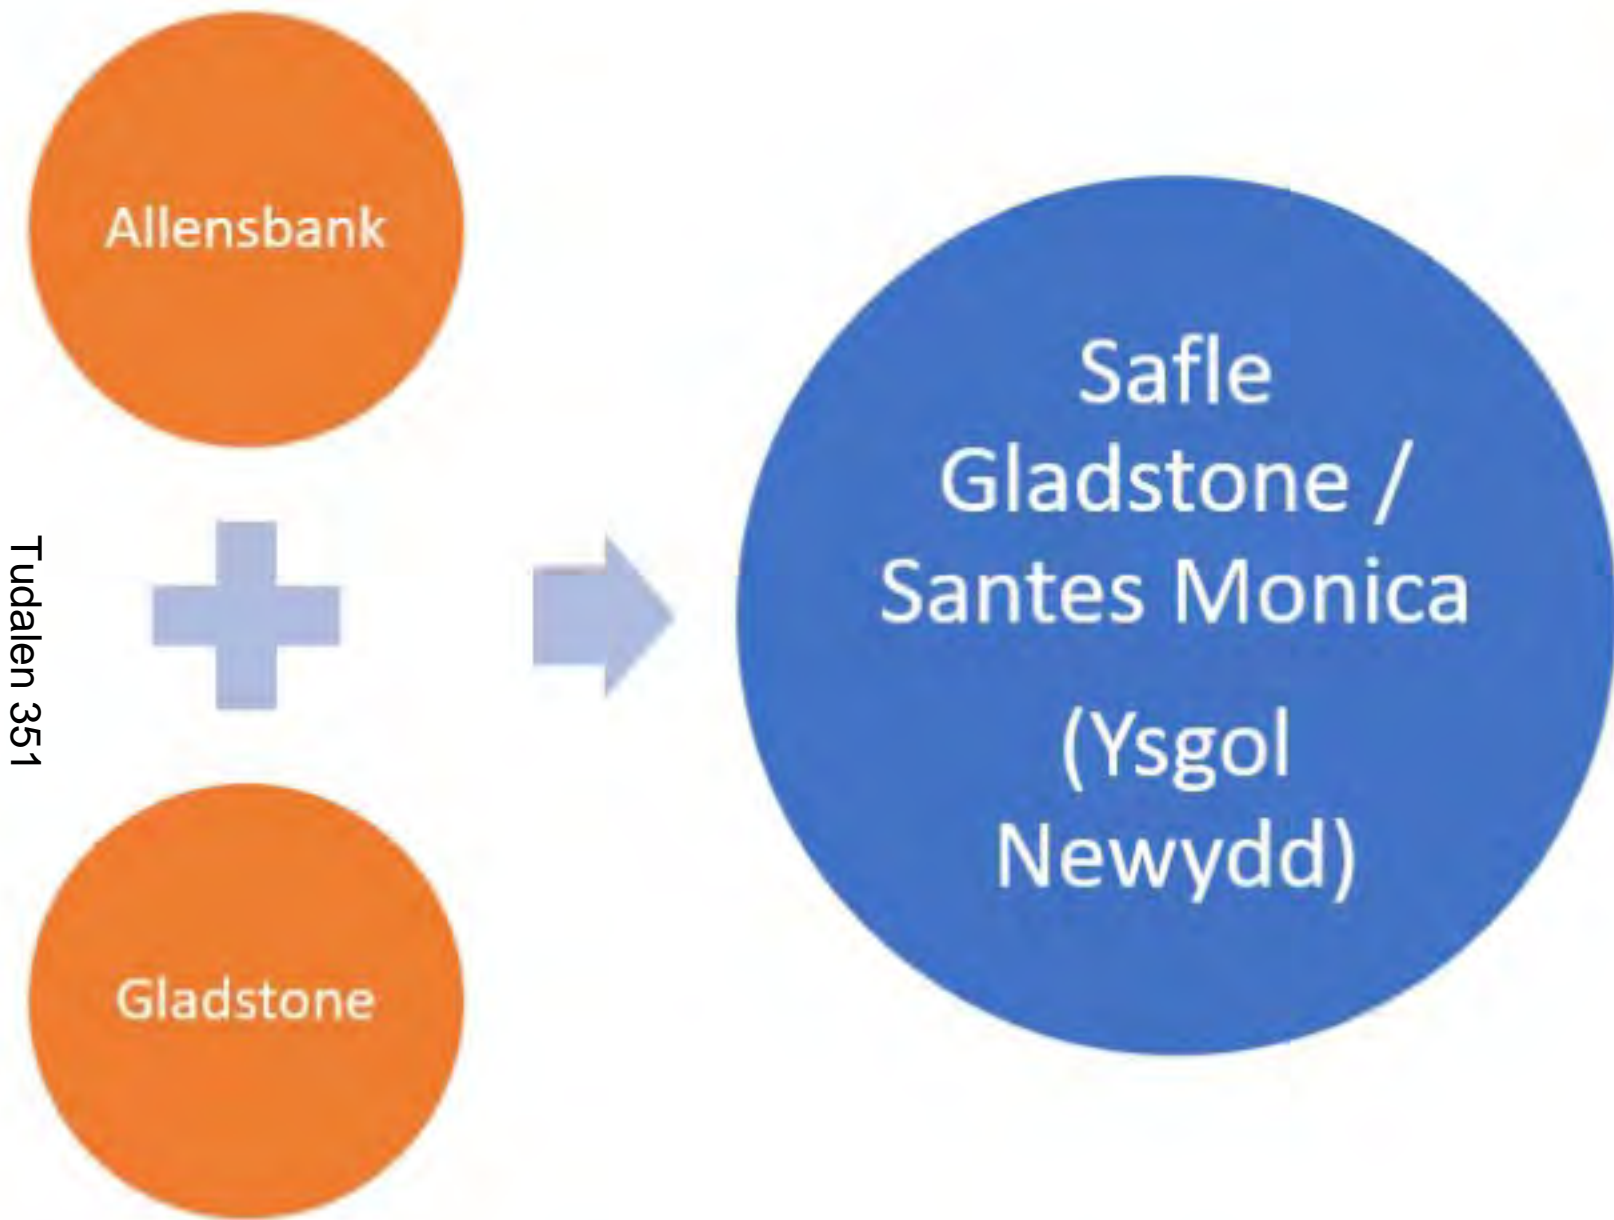 Allensbank
Gladstone
Safle
Gladstone /
Santes Monica
(Ysgol
Newydd)
Tudalen 351